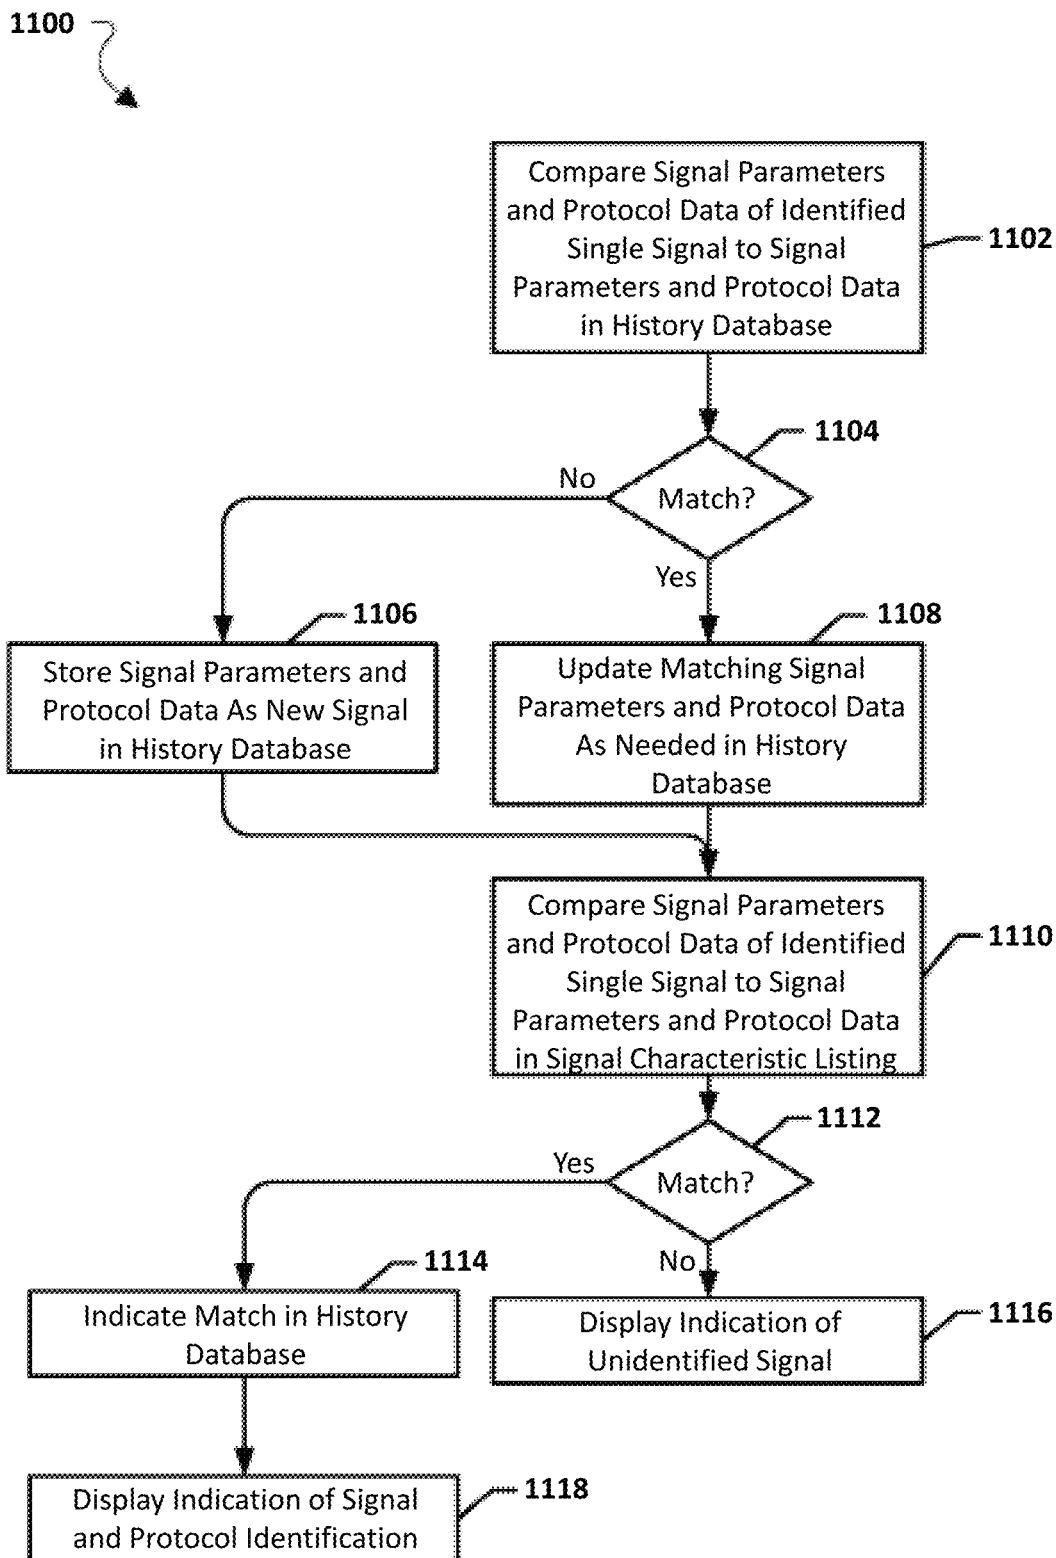 1100
Compare Signal Parameters
and Protocol Data of Identified
Single Signal to Signal
Parameters and Protocol Data
in History Database
1102
1104
Match?
No
Yes
1106
Store Signal Parameters and
Protocol Data As New Signal
in History Database
1108
Update Matching Signal
Parameters and Protocol Data
As Needed in History
Database
Compare Signal Parameters
and Protocol Data of Identified
Single Signal to Signal
Parameters and Protocol Data
in Signal Characteristic Listing
1110
1112
Match?
Yes
No
1114
Indicate Match in History
Database
Display Indication of
Unidentified Signal
1116
Display Indication of Signal
and Protocol Identification
1118